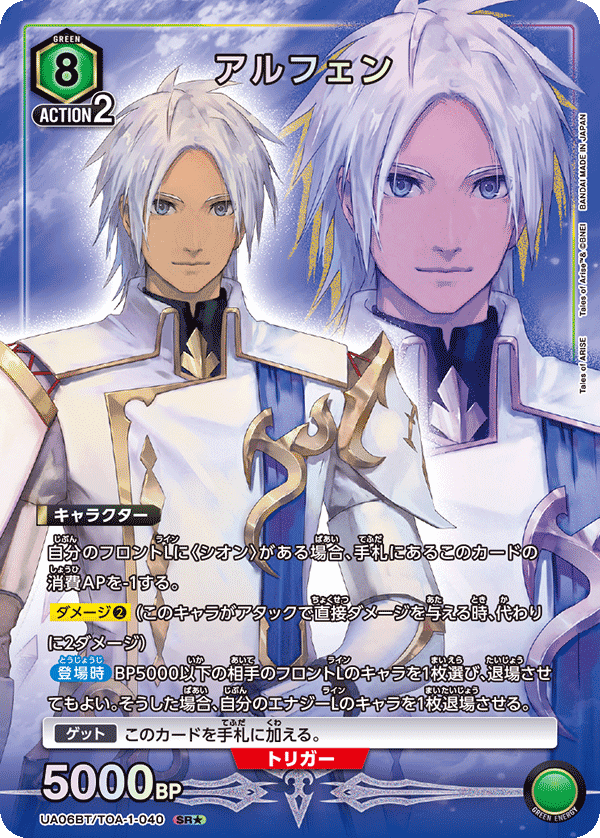 GREEN
8
ACTION 2
アルフェン
Tales of ARISE Tales of Arise™& ©BNEI BANDAI MADE IN JAPAN
キャラクター
自分のフロントLに〈シオン〉がある場合、手札にあるこのカードの
消費APを-1する。
ダメージ❷ (このキャラがアタックで直接ダメージを与える時、代わり
に2ダメージ)
登場時 BP5000以下の相手のフロントLのキャラを1枚選び、退場させ
てもよい。そうした場合、自分のエナジーLのキャラを1枚退場させる。
ゲット このカードを手札に加える。
トリガー
5000BP
UA06BT/TOA-1-040 SR★
GREEN ENERGY